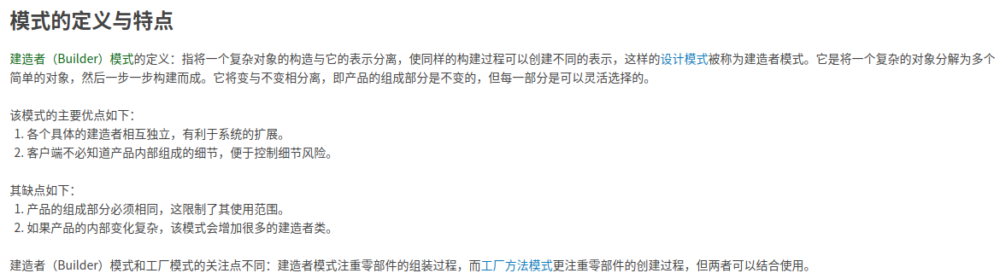 模式的定义与特点
建造者（Builder）模式的定义：指将一个复杂对象的构造与它的表示分离，使同样的构建过程可以创建不同的表示，这样的设计模式被称为建造者模式。它是将一个复杂的对象分解为多个
简单的对象，然后一步一步构建而成。它将变与不变相分离，即产品的组成部分是不变的，但每一部分是可以灵活选择的。
该模式的主要优点如下：
1. 各个具体的建造者相互独立，有利于系统的扩展。
2. 客户端不必知道产品内部组成的细节，便于控制细节风险。
其缺点如下：
1. 产品的组成部分必须相同，这限制了其使用范围。
2. 如果产品的内部变化复杂，该模式会增加很多的建造者类。
建造者（Builder）模式和工厂模式的关注点不同：建造者模式注重零部件的组装过程，而工厂方法模式更注重零部件的创建过程，但两者可以结合使用。